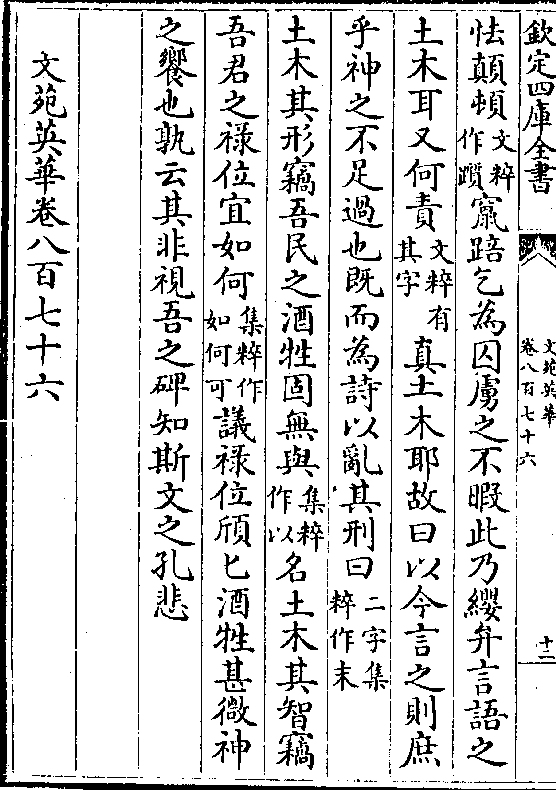 欽定四庫全書
文苑英華
卷八百七十六
十二
怯顛頓文粹作躓竄踣乞為囚虜之不暇此乃纓弁言語之
土木耳又何責文粹有其字真土木耶故曰以今言之則庶
乎神之不足過也既而為詩以亂其刑曰二字集粹作末
土木其形竊吾民之酒牲固無與集粹作以名土木其智竊
吾君之祿位宜如何集粹作如何可議祿位頎匕酒牲甚微神
之饗也孰云其非視吾之碑知斯文之孔悲
文苑英華卷八百七十六